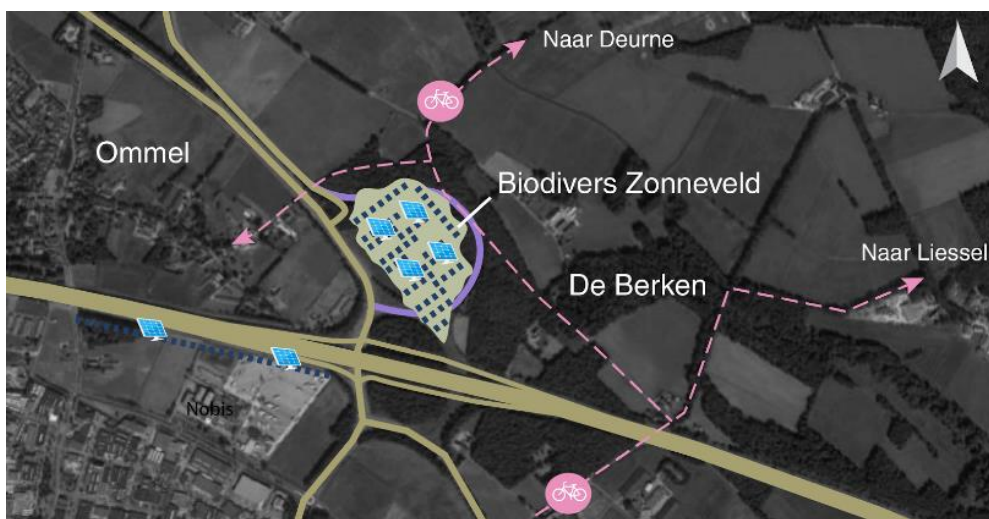 Naar Deurne
Ommel
Biodivers Zonneveld
Naar Liessel
De Berken
Nobis